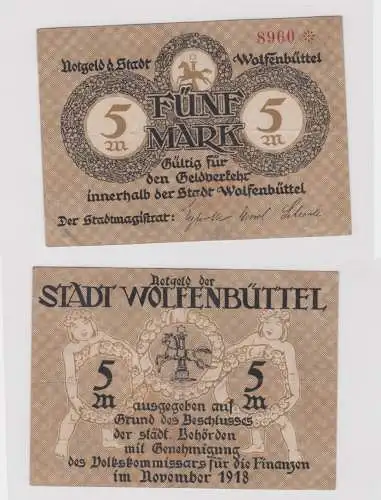 8960 *
Notgeld d. Stadt Wolfenbüttel
5 M FÜNF MARK 5 M
Gültig für
den Geldverkehr
innerhalb der Stadt Wolfenbüttel
Der Stadtmagistrat:
Notgeld der
STADT WOLFENBÜTTEL
5 M 5 M
ausgegeben auf
Grund des Beschlusses
der städt. Behörden
mit Genehmigung
des Volkskommissars für die Finanzen
im November 1918